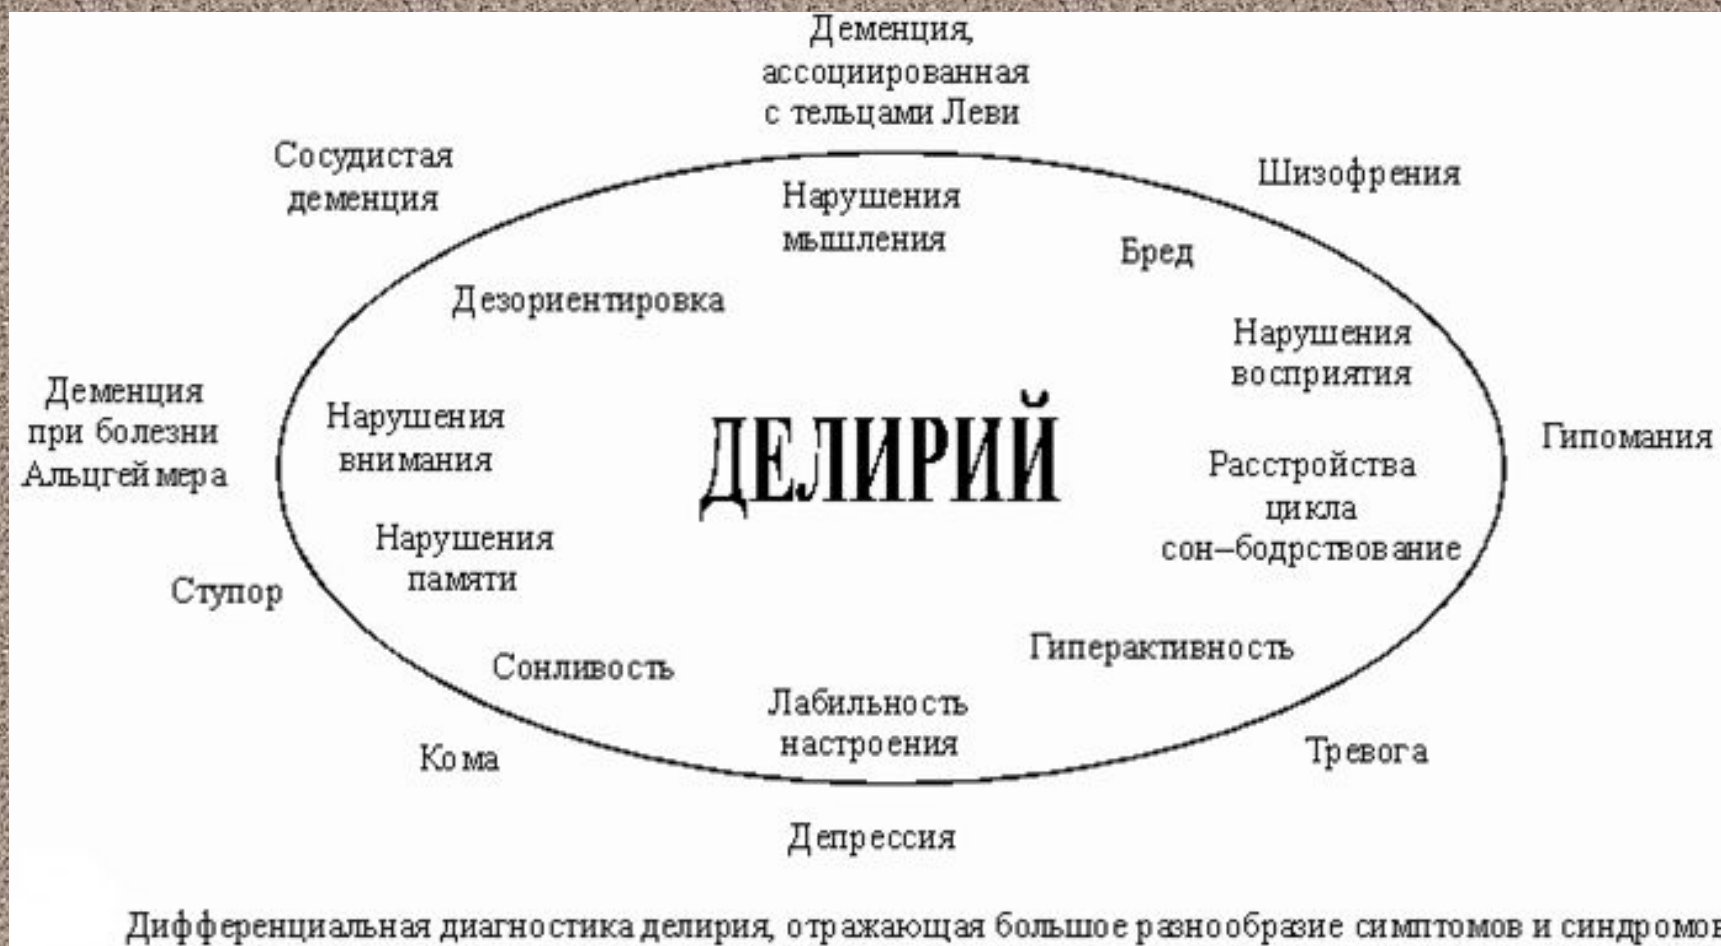 Деменция,
ассоциированная
с тельцами Леви
Сосудистая
деменция
Шизофрения
Нарушения
мышления
Бред
Дезориентировка
Нарушения
восприятия
Деменция
при болезни
Альцгеймера
Нарушения
внимания
ДЕЛИРИЙ
Гипомания
Расстройства
цикла
сон–бодрствование
Нарушения
памяти
Ступор
Гиперактивность
Сонливость
Лабильность
настроения
Кома
Тревога
Депрессия
Дифференциальная диагностика делирия, отражающая большое разнообразие симптомов и синдромов